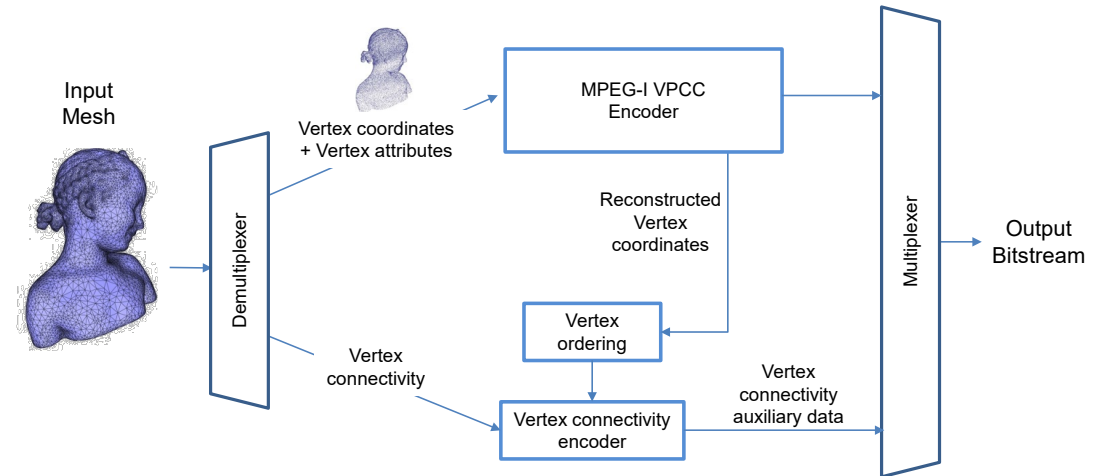 Input
Mesh
Demultiplexer
Vertex coordinates
+ Vertex attributes
MPEG-I VPCC
Encoder
Reconstructed
Vertex
coordinates
Vertex
ordering
Vertex
connectivity
Vertex connectivity
encoder
Vertex
connectivity
auxiliary data
Multiplexer
Output
Bitstream